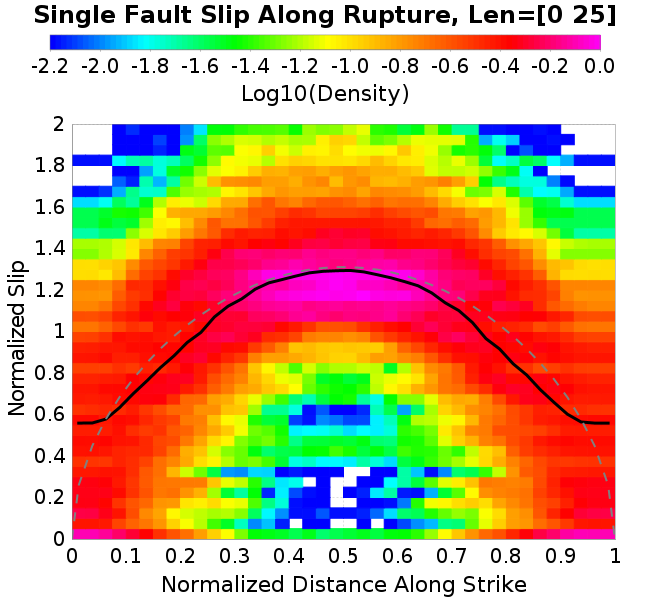 Single Fault Slip Along Rupture, Len=[0 25]
-2.2 -2.0 -1.8 -1.6 -1.4 -1.2 -1.0 -0.8 -0.6 -0.4 -0.2 0.0
Log10(Density)
2
1.8
1.6
1.4
1.2
1
0.8
0.6
0.4
0.2
0
Normalized Slip
0 0.1 0.2 0.3 0.4 0.5 0.6 0.7 0.8 0.9 1
Normalized Distance Along Strike